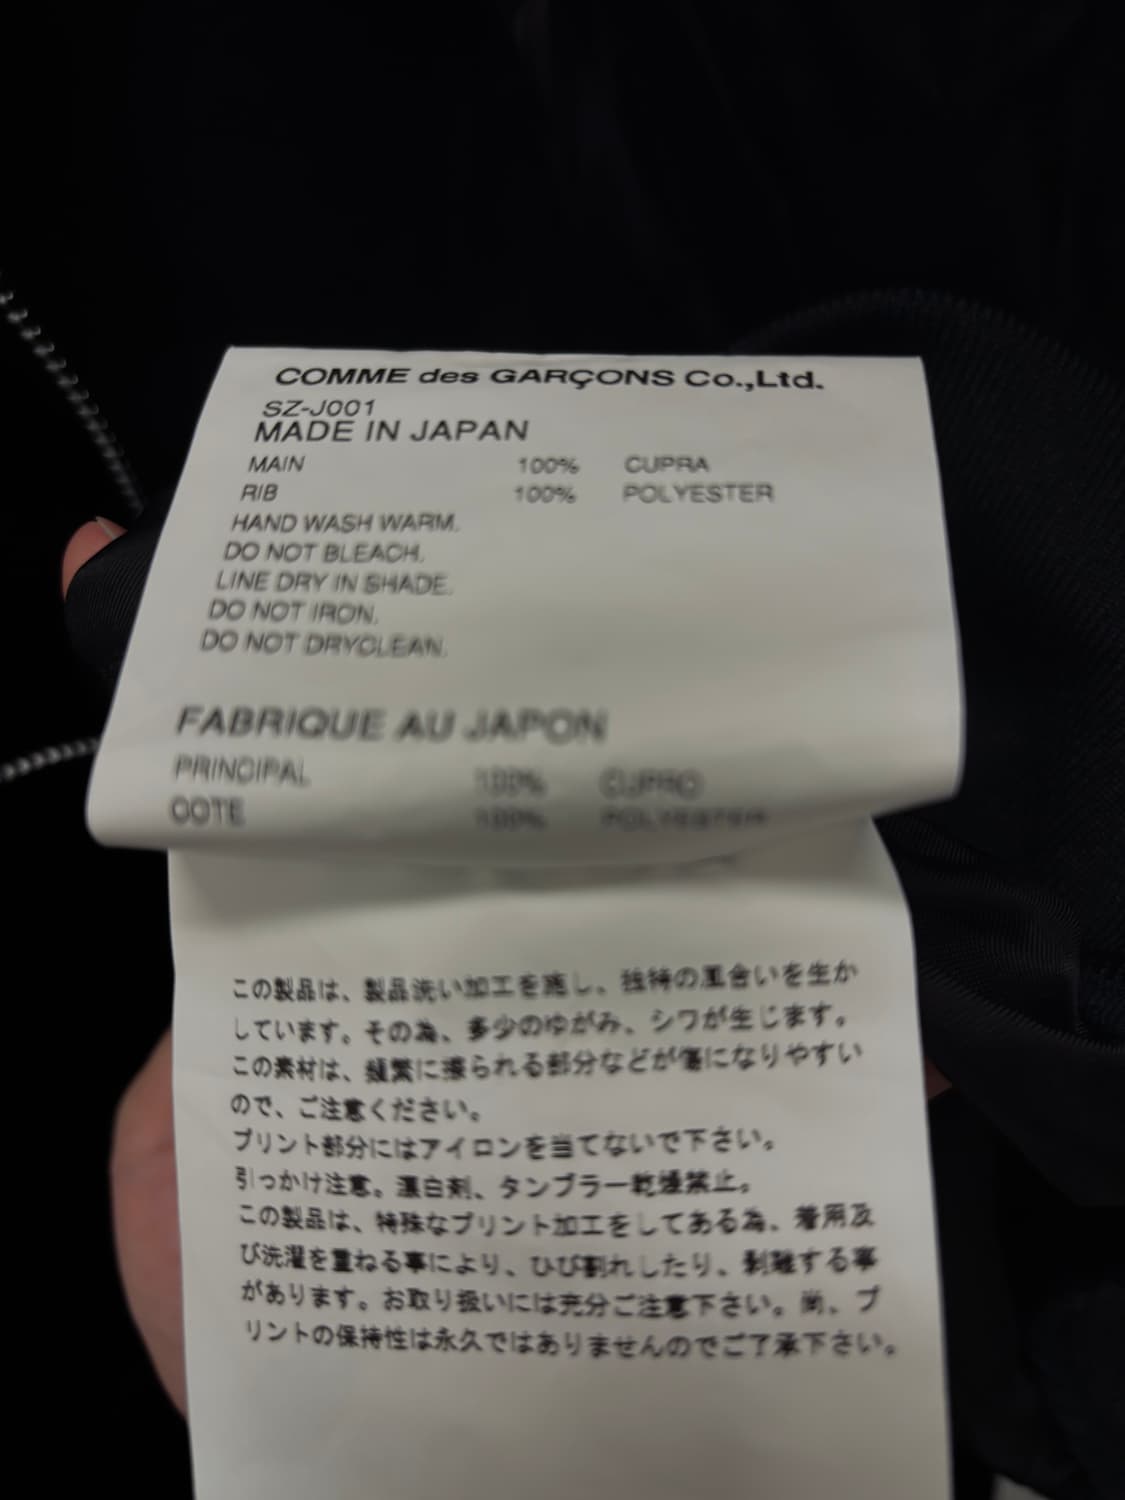 COMME des GARÇONS Co.,Ltd.
SZ-J001
MADE IN JAPAN
MAIN 100% CUPRA
RIB 100% POLYESTER
HAND WASH WARM.
DO NOT BLEACH.
LINE DRY IN SHADE.
DO NOT IRON.
DO NOT DRYCLEAN.
FABRIQUE AU JAPON
PRINCIPAL 100% CUPRO
COTE 100% POLYESTER
この製品は、製品洗い加工を施し、独特の風合いを生か
しています。その為、多少のゆがみ、シワが生じます。
この素材は、頻繁に擦られる部分などが傷になりやすい
ので、ご注意ください。
プリント部分にはアイロンを当てないで下さい。
引っかけ注意。漂白剤、タンブラー乾燥禁止。
この製品は、特殊なプリント加工をしてある為、着用及
び洗濯を重ねる事により、ひび割れしたり、剥離する事
があります。お取り扱いには充分ご注意下さい。尚、プ
リントの保持性は永久ではありませんのでご了承下さい。